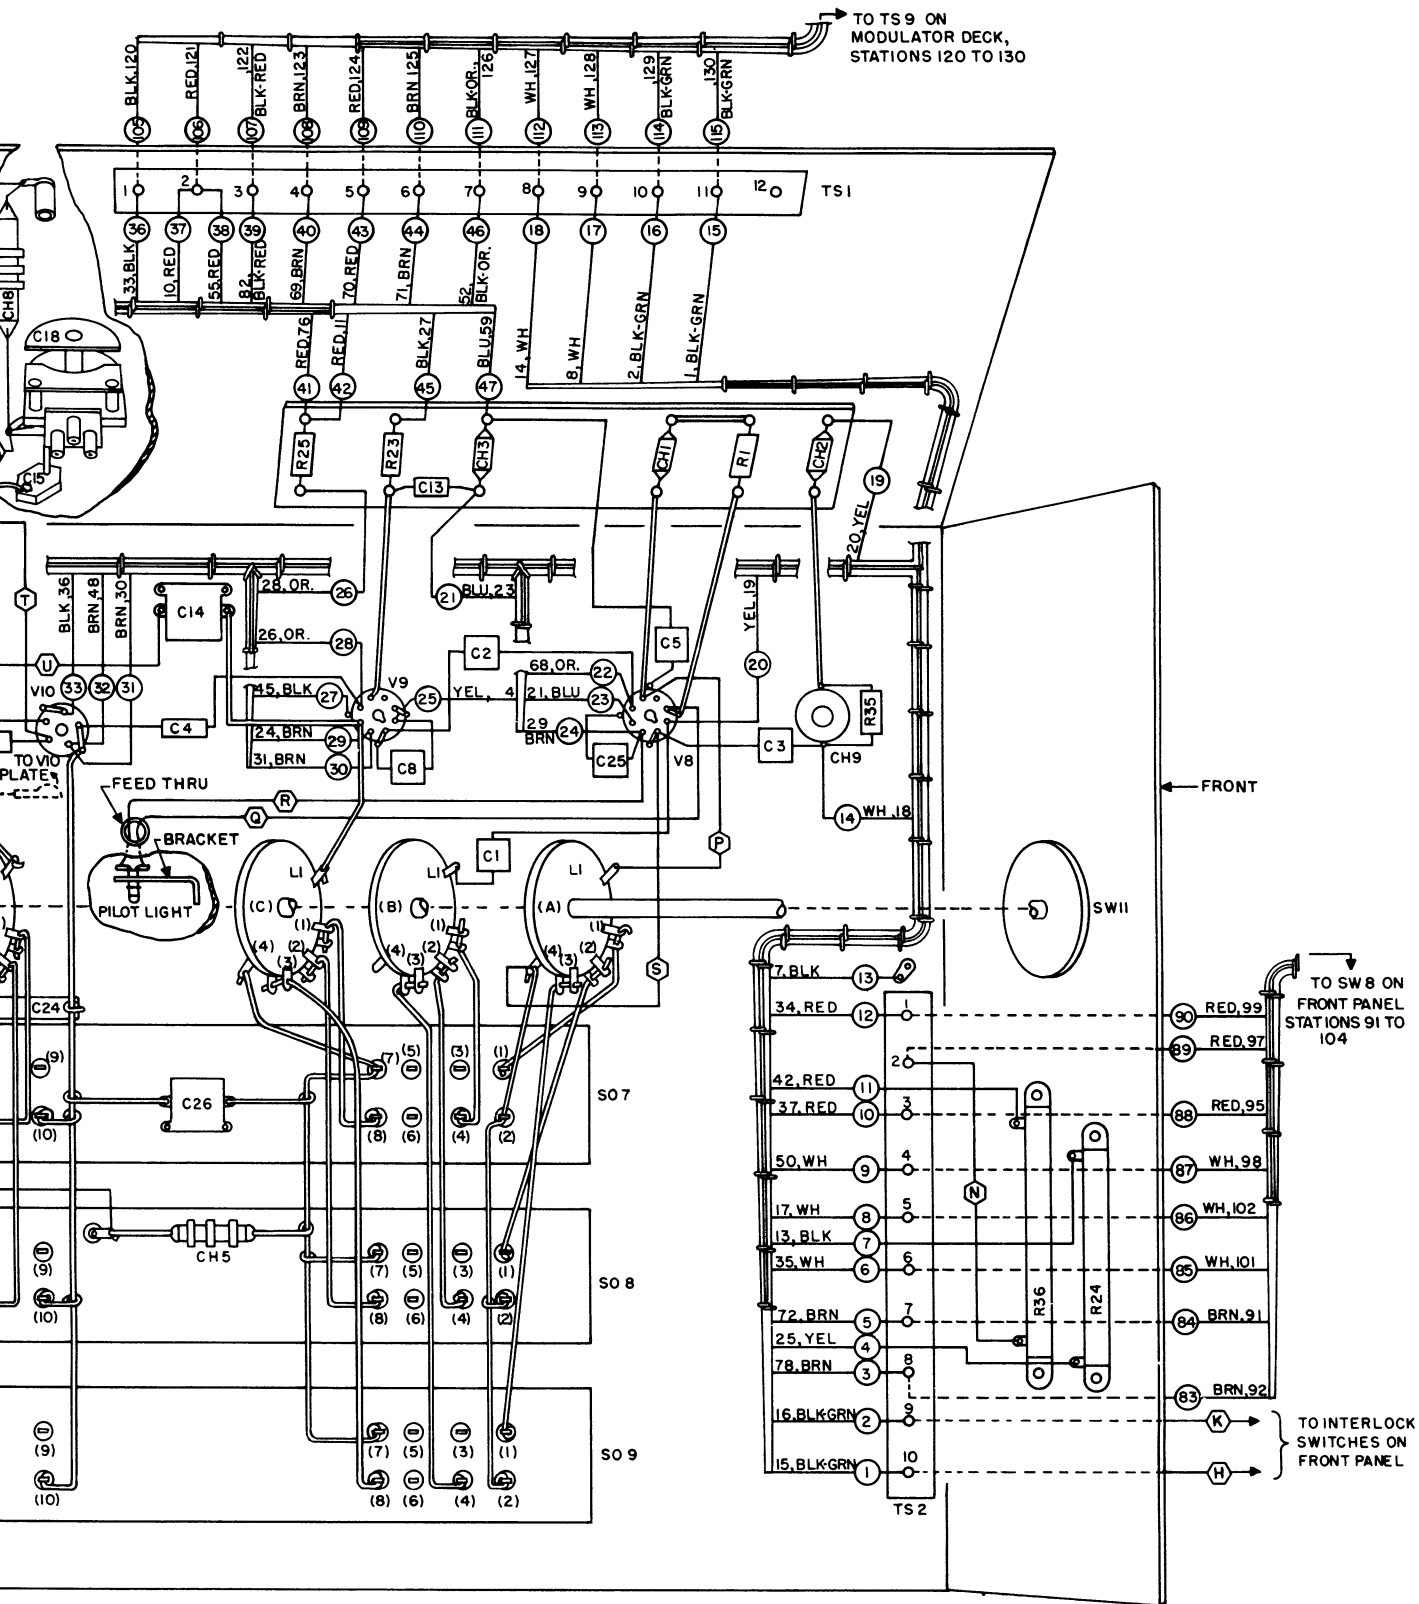 TO TS 9 ON
MODULATOR DECK,
STATIONS 120 TO 130
BLK,120
RED,121
,122
BLK-RED
BRN,123
RED,124
BRN 125
BLK-OR.,
126
WH,127
WH,128
,129
BLK-GRN
,130
BLK-GRN
105 106 107 108 109 110 111 112 113 114 115
1 2 3 4 5 6 7 8 9 10 11 12 TS1
36 37 38 39 40 43 44 46 18 17 16 15
33,BLK
10,RED
55,RED
82,
BLK-RED
69,BRN
70,RED
71,BRN
52,
BLK-OR.
RED,76
RED,11
BLK,27
BLU,59
14,WH
8,WH
2,BLK-GRN
1,BLK-GRN
41 42 45 47
CH8
C18
C15
R25 R23 CH3 CH1 R1 CH2
C13
19
20,YEL
T
BLK,36
BRN,48
BRN,30
C14
28,OR. 26
21 BLU,23
YEL,19
26,OR. 28
C2
C5
U
68,OR. 22
20
V10 33 32 31
45,BLK 27
V9
25 YEL, 4
21,BLU 23
R35
C4
24,BRN 29
29
BRN 24
C3
CH9
31,BRN 30
C8
C25
V8
TO V10
PLATE
FEED THRU
R
FRONT
Q
14 WH,18
BRACKET
P
C1
L1 L1 L1
PILOT LIGHT
(C) (B) (A)
SW11
(1) (2) (3) (4)
(1) (2) (3) (4)
(1) (2) (3) (4)
S
7,BLK 13
TO SW 8 ON
FRONT PANEL
STATIONS 91 TO
104
C24
34,RED 12 1
90 RED,99
2
89 RED,97
(9) (7) (5) (3) (1)
SO 7
C26
42,RED 11
37,RED 10 3
88 RED,95
(10) (8) (6) (4) (2)
50,WH 9 4
87 WH,98
N
17,WH 8 5
86 WH,102
13,BLK 7
CH5
35,WH 6 6
85 WH,101
(9) (7) (5) (3) (1)
SO 8
R36 R24
(10) (8) (6) (4) (2)
72,BRN 5 7
84 BRN,91
25,YEL 4
78,BRN 3 8
83 BRN,92
16,BLK-GRN 2 9
K
TO INTERLOCK
SWITCHES ON
FRONT PANEL
(9) (7) (5) (3) (1)
SO 9
15,BLK-GRN 1 10
H
(10) (8) (6) (4) (2)
TS 2